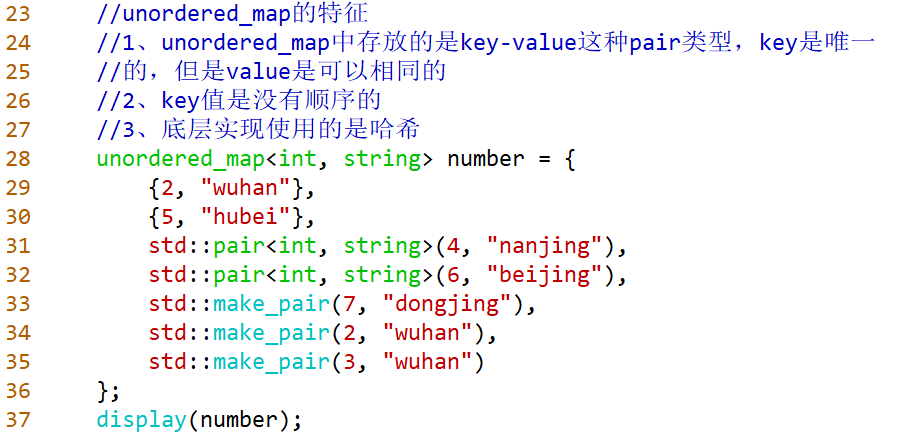 23 //unordered_map的特征
24 //1、unordered_map中存放的是key-value这种pair类型，key是唯一
25 //的，但是value是可以相同的
26 //2、key值是没有顺序的
27 //3、底层实现使用的是哈希
28 unordered_map<int, string> number = {
29     {2, "wuhan"},
30     {5, "hubei"},
31     std::pair<int, string>(4, "nanjing"),
32     std::pair<int, string>(6, "beijing"),
33     std::make_pair(7, "dongjing"),
34     std::make_pair(2, "wuhan"),
35     std::make_pair(3, "wuhan")
36 };
37 display(number);